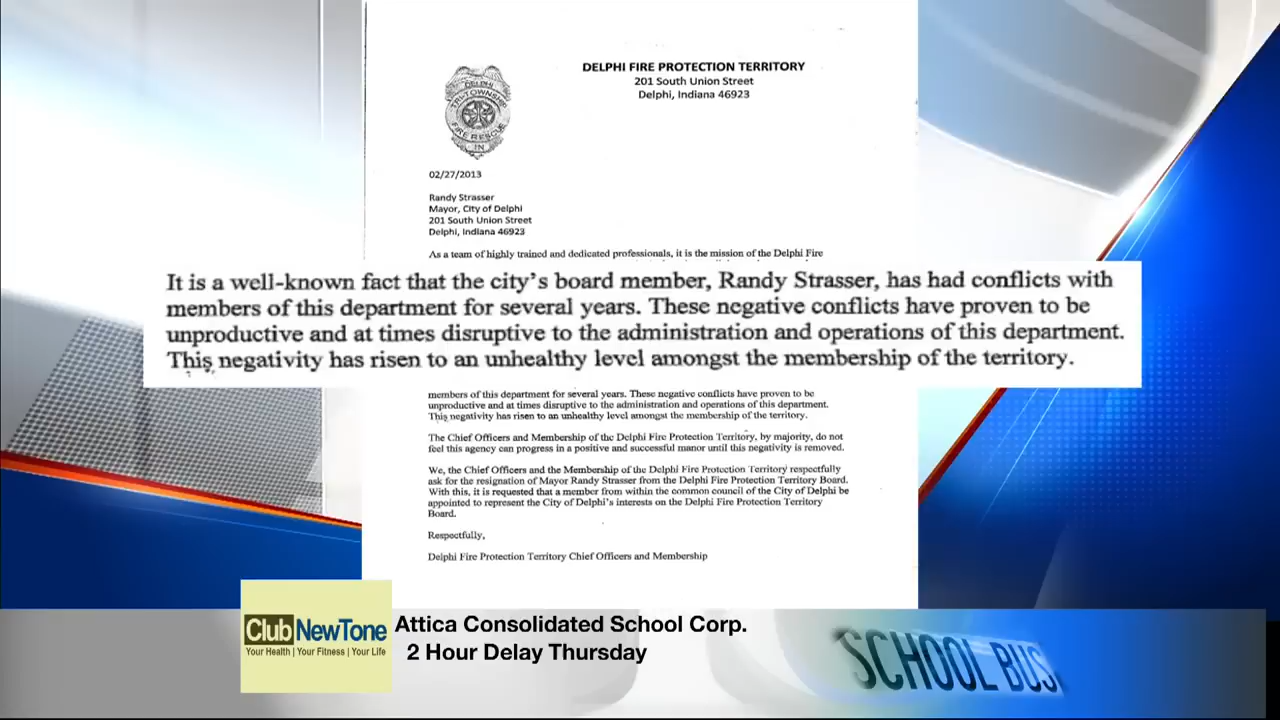 DELPHI FIRE PROTECTION TERRITORY
201 South Union Street
Delphi, Indiana 46923
DELPHI
TRI-TOWNSHIP
FIRE RESCUE
IN
02/27/2013
Randy Strasser
Mayor, City of Delphi
201 South Union Street
Delphi, Indiana 46923
As a team of highly trained and dedicated professionals, it is the mission of the Delphi Fire
It is a well-known fact that the city's board member, Randy Strasser, has had conflicts with
members of this department for several years. These negative conflicts have proven to be
unproductive and at times disruptive to the administration and operations of this department.
This negativity has risen to an unhealthy level amongst the membership of the territory.
members of this department for several years. These negative conflicts have proven to be
unproductive and at times disruptive to the administration and operations of this department.
This negativity has risen to an unhealthy level amongst the membership of the territory.
The Chief Officers and Membership of the Delphi Fire Protection Territory, by majority, do not
feel this agency can progress in a positive and successful manor until this negativity is removed.
We, the Chief Officers and the Membership of the Delphi Fire Protection Territory respectfully
ask for the resignation of Mayor Randy Strasser from the Delphi Fire Protection Territory Board.
With this, it is requested that a member from within the common council of the City of Delphi be
appointed to represent the City of Delphi's interests on the Delphi Fire Protection Territory
Board.
Respectfully,
Delphi Fire Protection Territory Chief Officers and Membership
Club NewTone
Your Health | Your Fitness | Your Life
Attica Consolidated School Corp.
2 Hour Delay Thursday
SCHOOL BUS